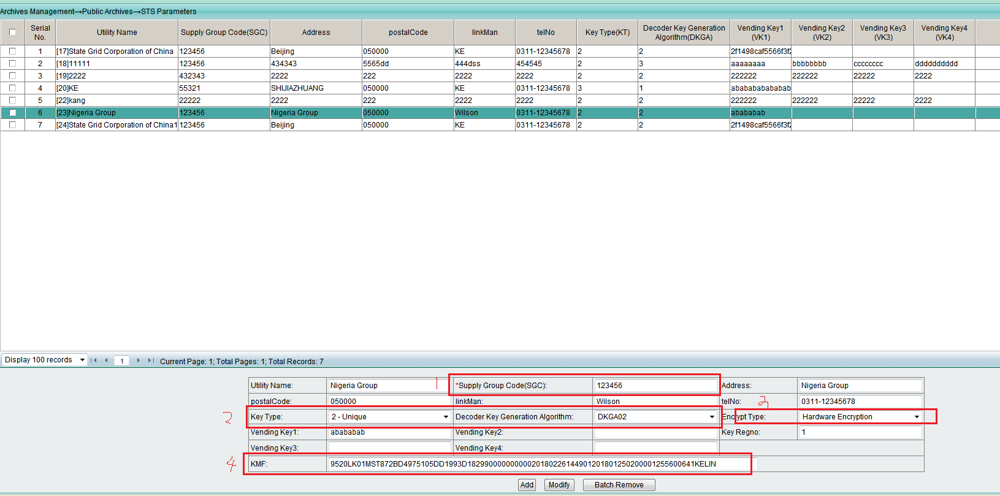 Archives Management→Public Archives→STS Parameters
Serial No. Utility Name Supply Group Code(SGC) Address postalCode linkMan telNo Key Type(KT) Decoder Key Generation Algorithm(DKGA) Vending Key1 (VK1) Vending Key2 (VK2) Vending Key3 (VK3) Vending Key4 (VK4)
1 [17]State Grid Corporation of China 123456 Beijing 050000 KE 0311-12345678 2 2 2f1498caf5566f3f2
2 [18]11111 123456 434343 5565dd 444dss 454545 2 3 aaaaaaaa bbbbbbbb cccccccc dddddddddd
3 [19]2222 432343 2222 222 2222 2222 2 2 222222 222222 22222 2222
4 [20]KE 55321 SHIJIAZHUANG 050000 KE 0311-12345678 3 1 abababababababab
5 [22]kang 22222 2222 222 2222 2222 2 2 222222 222222 22222 2222
6 [23]Nigeria Group 123456 Nigeria Group 050000 Wilson 0311-12345678 2 2 abababab
7 [24]State Grid Corporation of China1 123456 Beijing 050000 KE 0311-12345678 2 2 2f1498caf5566f3f2
Display 100 records 1 Current Page: 1; Total Pages: 1; Total Records: 7
Utility Name: Nigeria Group 1 *Supply Group Code(SGC): 123456 Address: Nigeria Group
postalCode: 050000 linkMan: Wilson telNo: 0311-12345678
2 Key Type: 2 - Unique Decoder Key Generation Algorithm: DKGA02 Encrypt Type: Hardware Encryption
Vending Key1: abababab Vending Key2: Key Regno: 1
Vending Key3: Vending Key4:
4 KMF: 9520LK01MST872BD4975105DD1993D18299000000000020180226144901201801250200001255600641KELIN
Add Modify Batch Remove